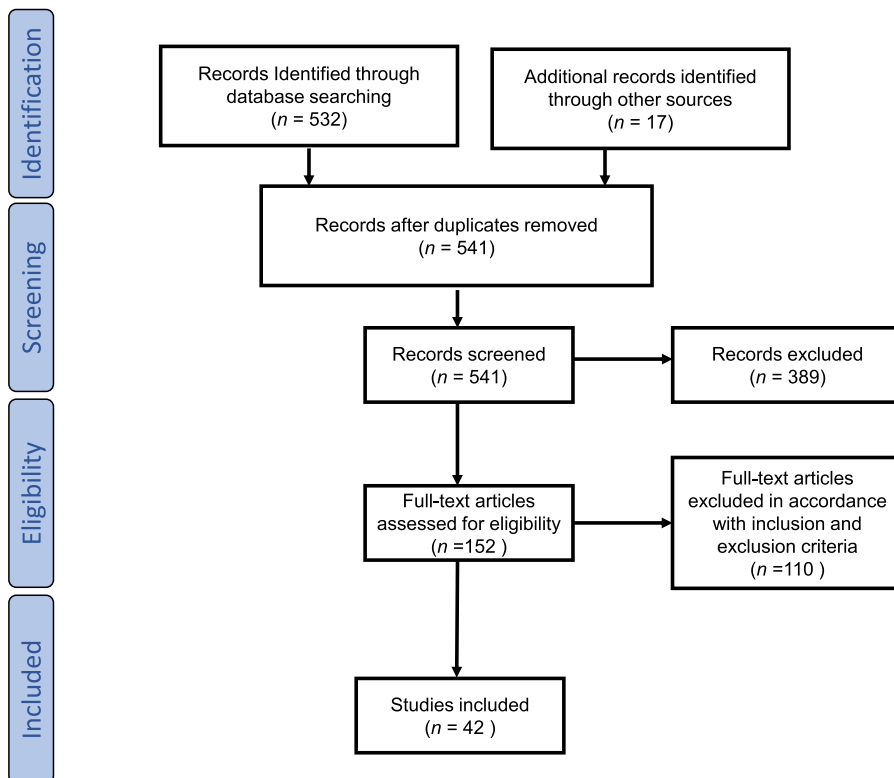 Identification
Records Identified through
database searching
(n = 532)
Additional records identified
through other sources
(n = 17)
Screening
Records after duplicates removed
(n = 541)
Records screened
(n = 541)
Records excluded
(n = 389)
Eligibility
Full-text articles
assessed for eligibility
(n =152 )
Full-text articles
excluded in accordance
with inclusion and
exclusion criteria
(n =110 )
Included
Studies included
(n = 42 )